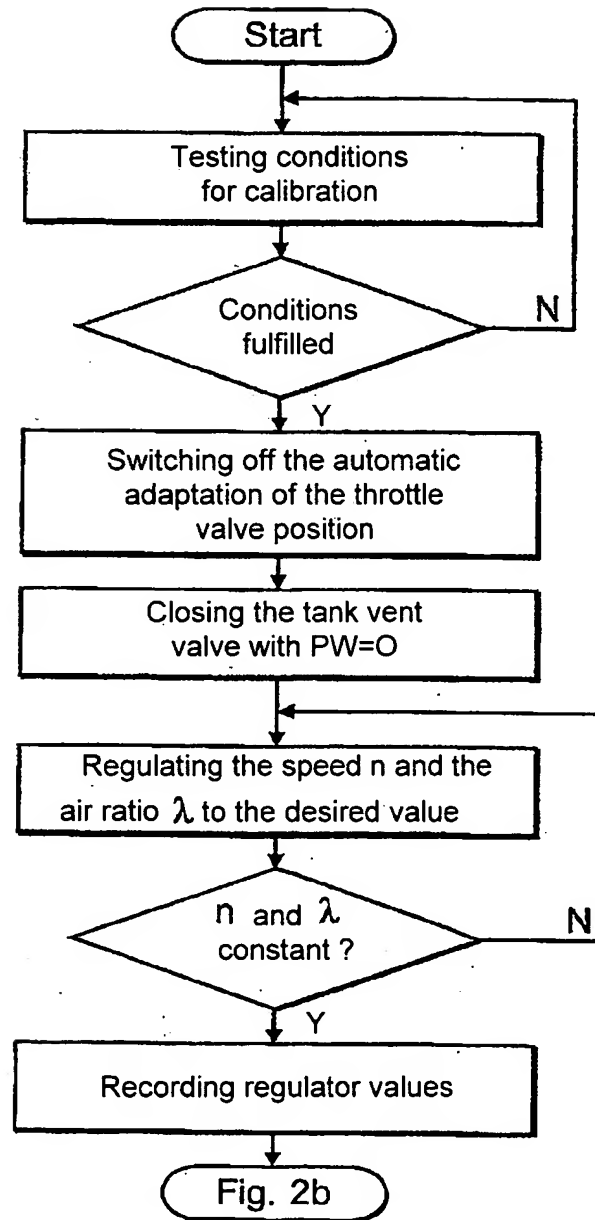 Start
Testing conditions
for calibration
Conditions
fulfilled
N
Y
Switching off the automatic
adaptation of the throttle
valve position
Closing the tank vent
valve with PW=O
Regulating the speed n and the
air ratio λ to the desired value
n and λ
constant ?
N
Y
Recording regulator values
Fig. 2b